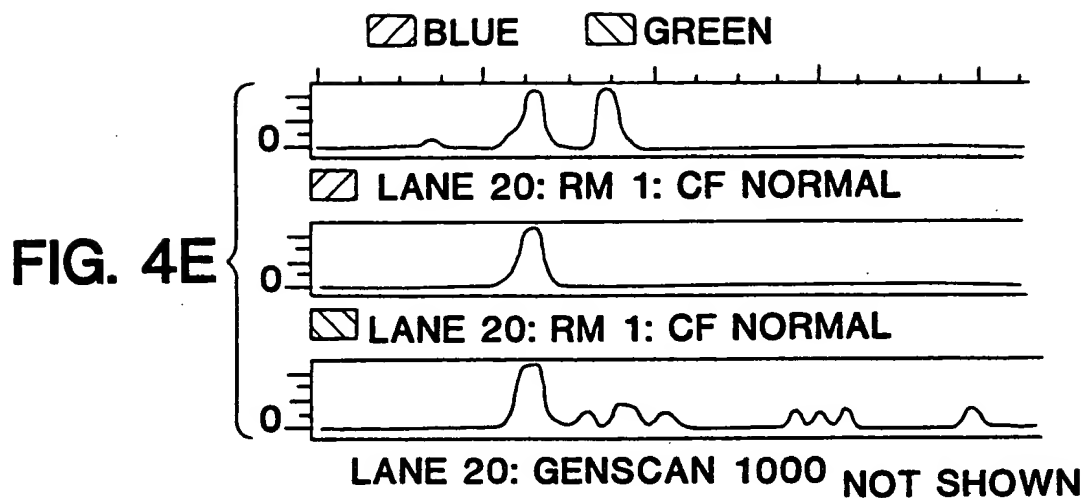 BLUE GREEN
0
LANE 20: RM 1: CF NORMAL
FIG. 4E
0
LANE 20: RM 1: CF NORMAL
0
LANE 20: GENSCAN 1000 NOT SHOWN